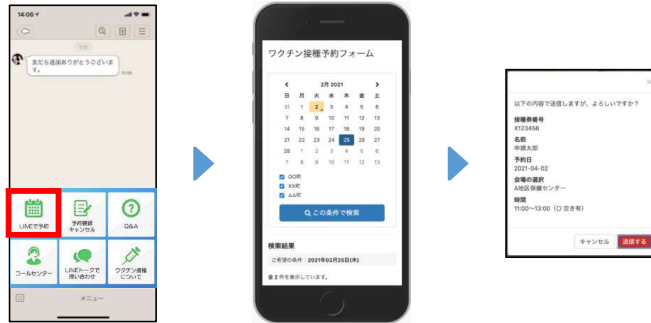 14:05
今日
友だち追加ありがとうございま
す。
LINEで予約
予約確認
キャンセル
Q&A
コールセンター
LINEトークで
問い合わせ
ワクチン接種
について
メニュー
ワクチン接種予約フォーム
2月 2021
日 月 火 水 木 金 土
31 1 2 3 4 5 6
7 8 9 10 11 12 13
14 15 16 17 18 19 20
21 22 23 24 25 26 27
28 1 2 3 4 5 6
7 8 9 10 11 12 13
〇〇町
XX町
△△町
この条件で検索
検索結果
ご希望の条件：2021年02月25日(木)
全 2 件を表示しています。
×
以下の内容で送信しますが、よろしいですか？
接種券番号
X123456
名前
申請太郎
予約日
2021-04-02
会場の選択
A地区保健センター
時間
11:00〜13:00（〇 空き有）
キャンセル
送信する